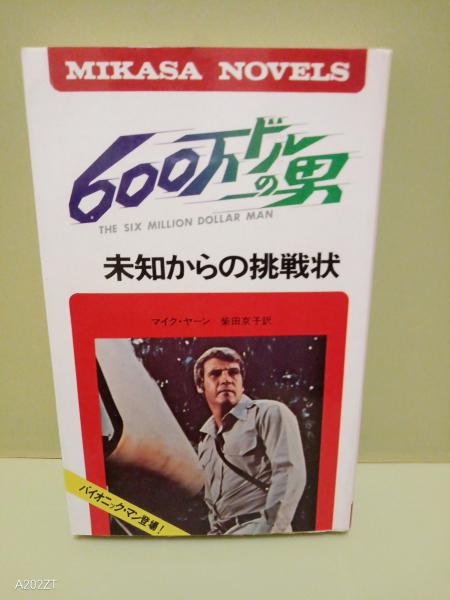 MIKASA NOVELS
600万ドルの男
THE SIX MILLION DOLLAR MAN
未知からの挑戦状
マイク・ヤーン 柴田京子訳
バイオニック・マン登場!
A202ZT